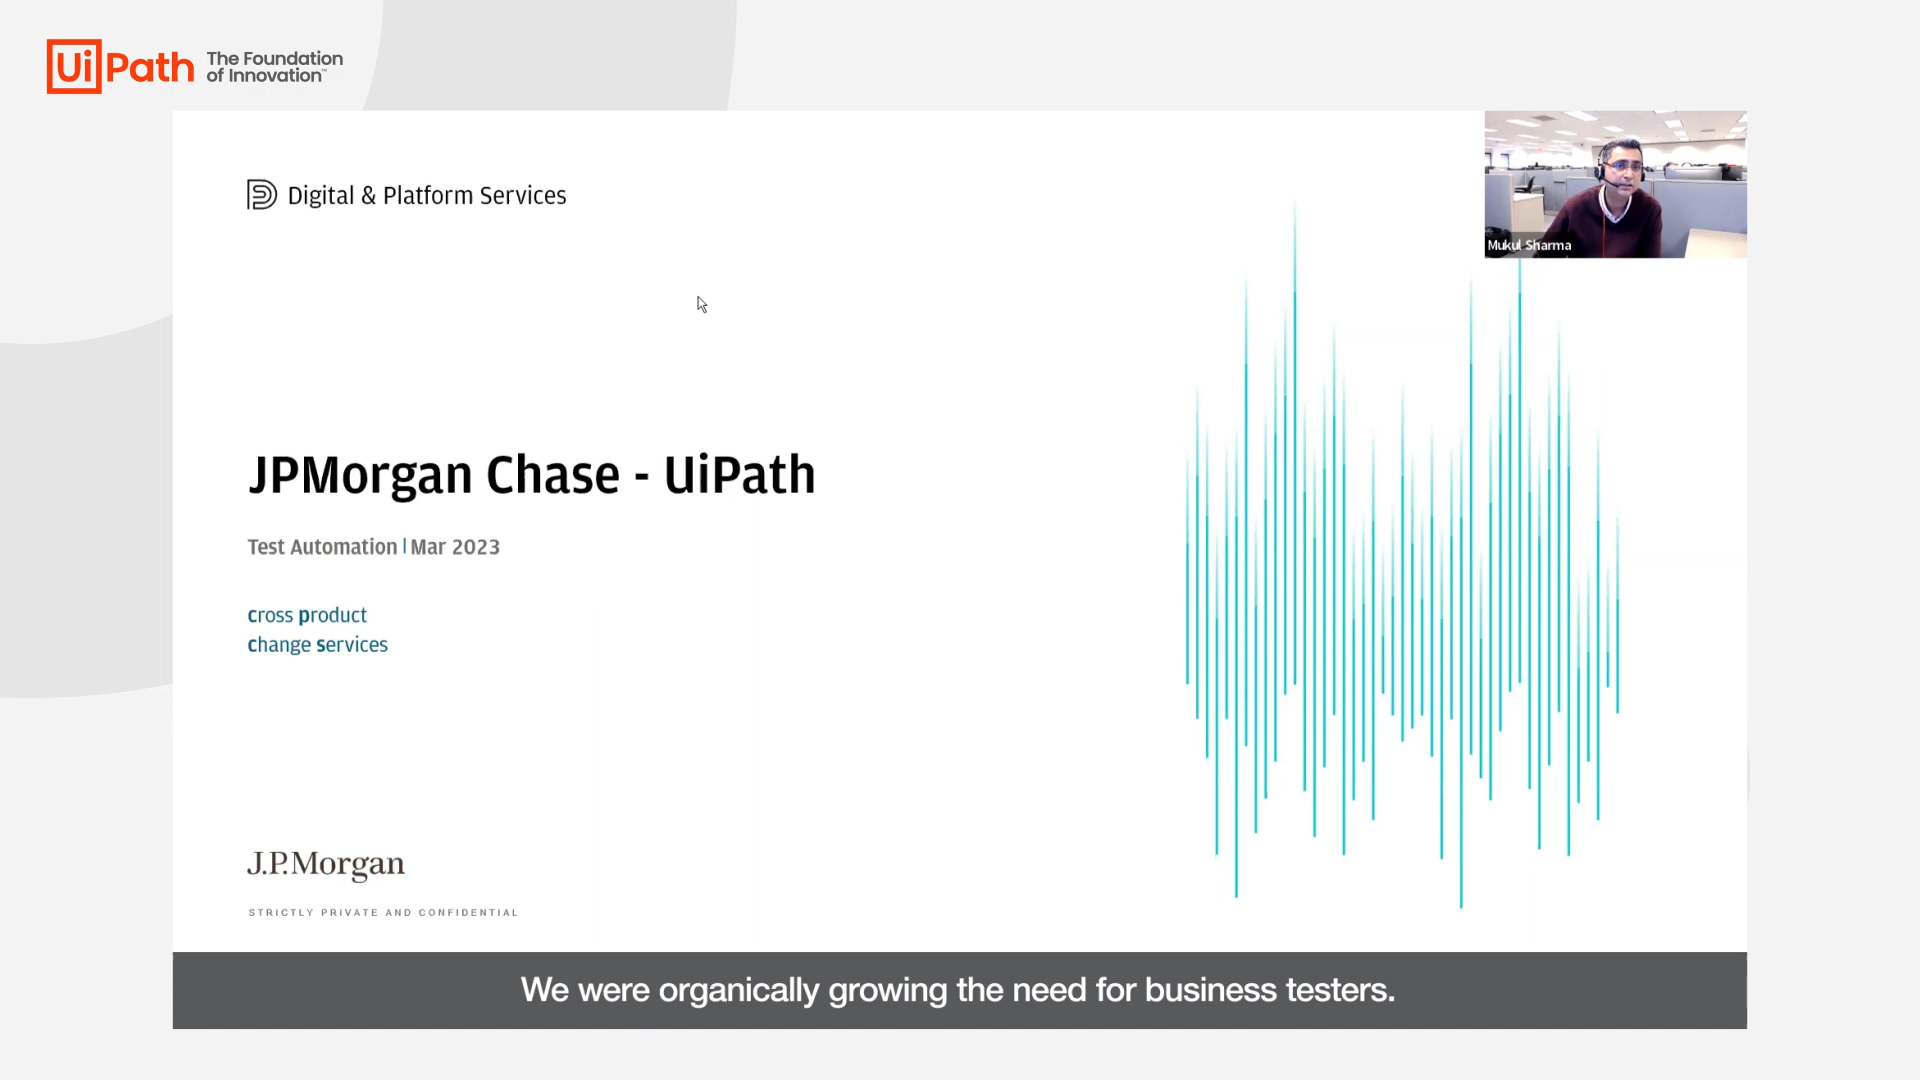 UiPath The Foundation
of Innovation™
Digital & Platform Services
Mukul Sharma
JPMorgan Chase - UiPath
Test Automation | Mar 2023
cross product
change services
J.P.Morgan
STRICTLY PRIVATE AND CONFIDENTIAL
We were organically growing the need for business testers.